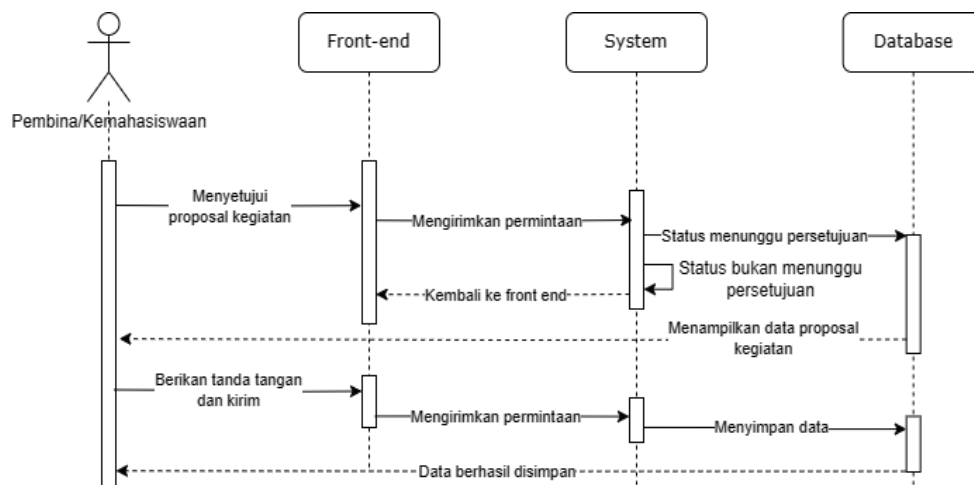 Front-end
System
Database
Pembina/Kemahasiswaan
Menyetujui
proposal kegiatan
Mengirimkan permintaan
Status menunggu persetujuan
Status bukan menunggu
persetujuan
Kembali ke front end
Menampilkan data proposal
kegiatan
Berikan tanda tangan
dan kirim
Mengirimkan permintaan
Menyimpan data
Data berhasil disimpan